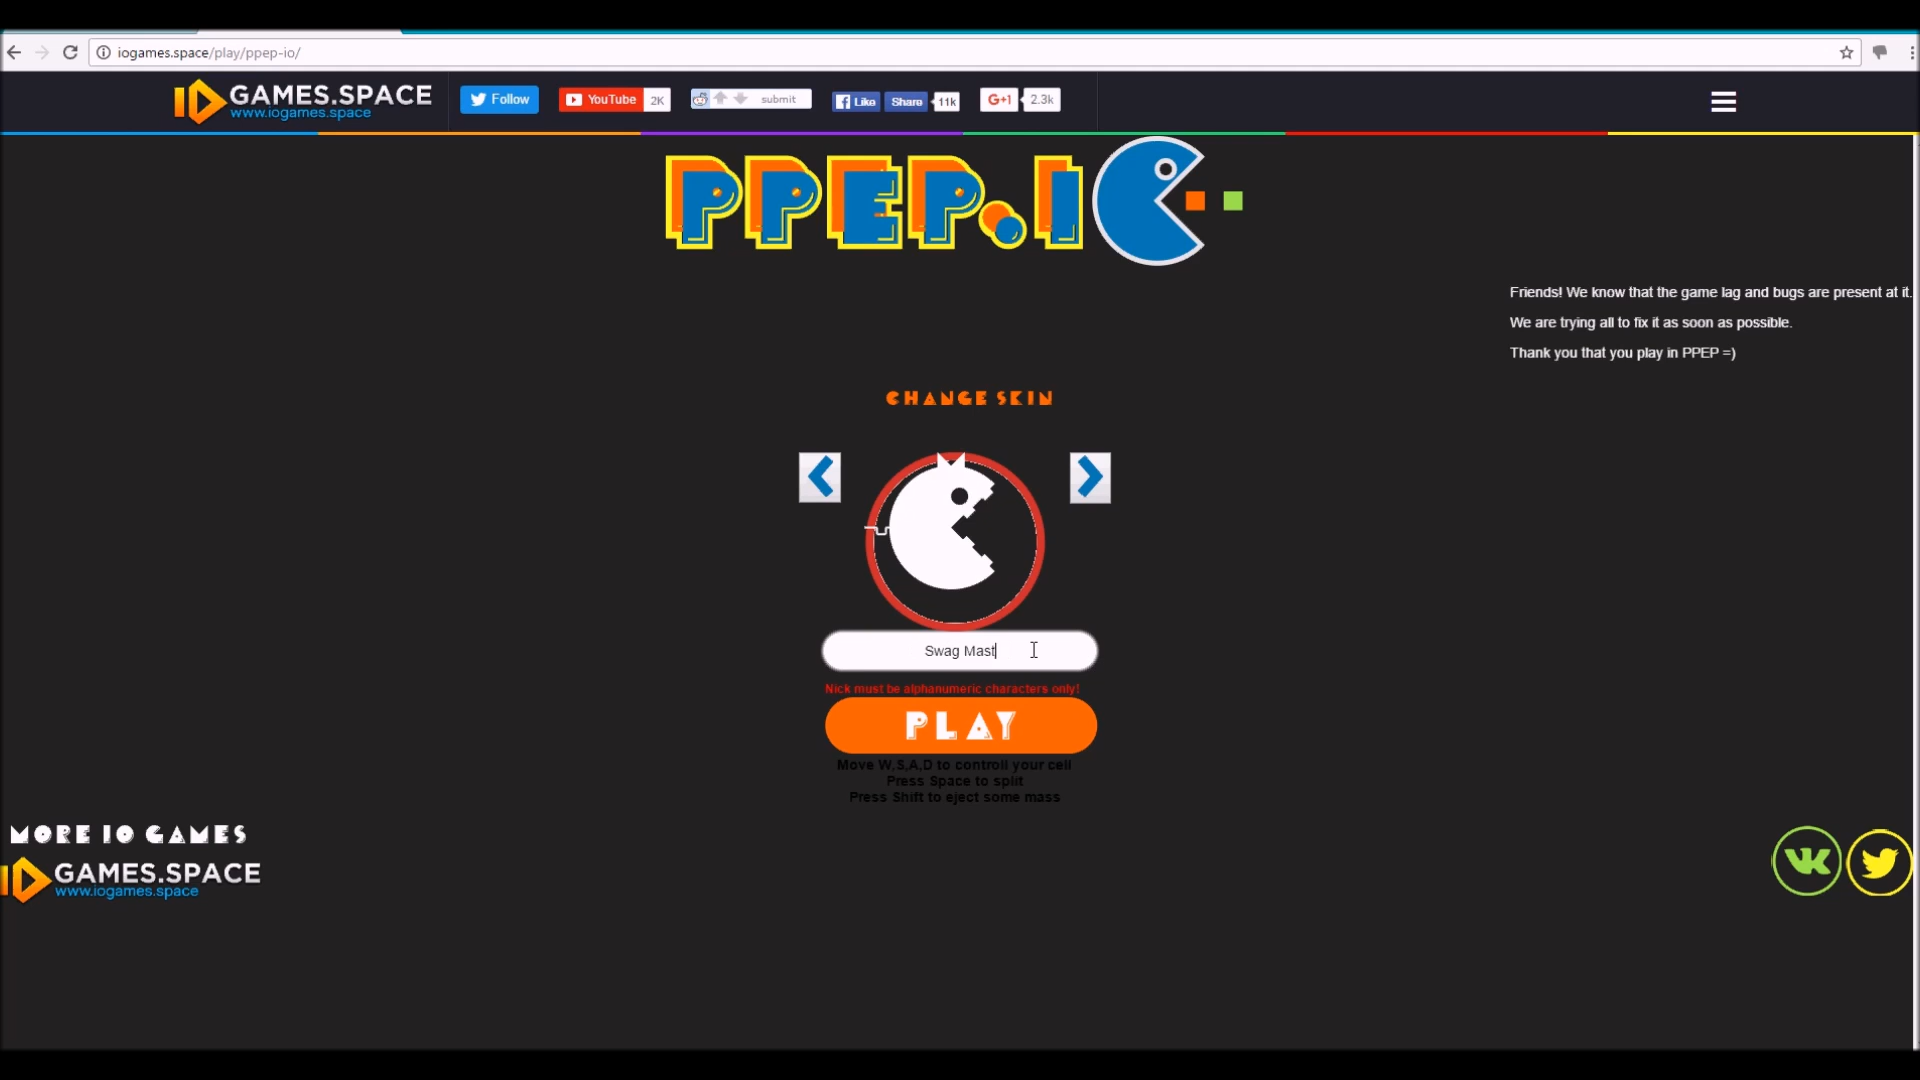 iogames.space/play/ppep-io/
IO GAMES.SPACE
www.iogames.space
Follow
YouTube 2K
submit
Like Share 11k
G+1 2.3k
PPEP.IO
Friends! We know that the game lag and bugs are present at it.
We are trying all to fix it as soon as possible.
Thank you that you play in PPEP =)
CHANGE SKIN
Swag Mast
Nick must be alphanumeric characters only!
PLAY
Move W,S,A,D to controll your cell
Press Space to split
Press Shift to eject some mass
MORE IO GAMES
IO GAMES.SPACE
www.iogames.space